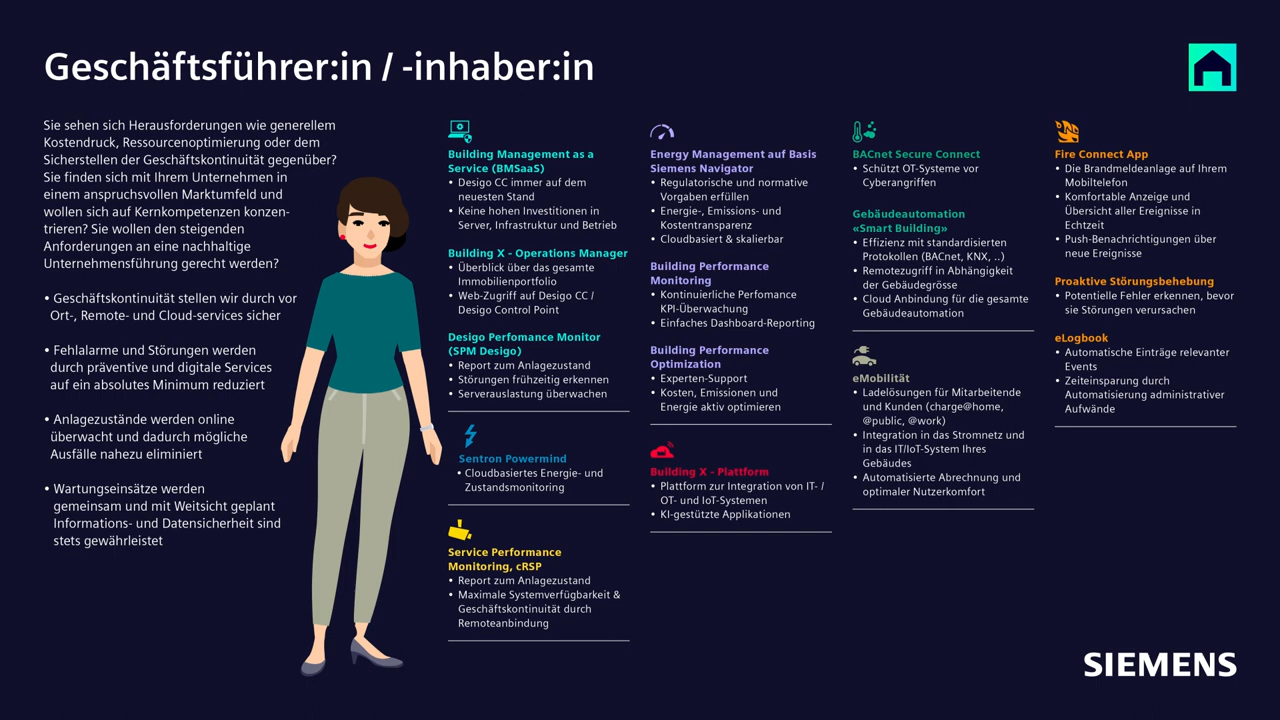 Geschäftsführer:in / -inhaber:in
Sie sehen sich Herausforderungen wie generellem
Kostendruck, Ressourcenoptimierung oder dem
Sicherstellen der Geschäftskontinuität gegenüber?
Sie finden sich mit Ihrem Unternehmen in
einem anspruchsvollen Marktumfeld und
wollen sich auf Kernkompetenzen konzen-
trieren? Sie wollen den steigenden
Anforderungen an eine nachhaltige
Unternehmensführung gerecht werden?
• Geschäftskontinuität stellen wir durch vor
Ort-, Remote- und Cloud-services sicher
• Fehlalarme und Störungen werden
durch präventive und digitale Services
auf ein absolutes Minimum reduziert
• Anlagezustände werden online
überwacht und dadurch mögliche
Ausfälle nahezu eliminiert
• Wartungseinsätze werden
gemeinsam und mit Weitsicht geplant
Informations- und Datensicherheit sind
stets gewährleistet
Building Management as a
Service (BMSaaS)
• Desigo CC immer auf dem
neuesten Stand
• Keine hohen Investitionen in
Server, Infrastruktur und Betrieb
Building X - Operations Manager
• Überblick über das gesamte
Immobilienportfolio
• Web-Zugriff auf Desigo CC /
Desigo Control Point
Desigo Perfomance Monitor
(SPM Desigo)
• Report zum Anlagezustand
• Störungen frühzeitig erkennen
• Serverauslastung überwachen
Sentron Powermind
• Cloudbasiertes Energie- und
Zustandsmonitoring
Service Performance
Monitoring, cRSP
• Report zum Anlagezustand
• Maximale Systemverfügbarkeit &
Geschäftskontinuität durch
Remoteanbindung
Energy Management auf Basis
Siemens Navigator
• Regulatorische und normative
Vorgaben erfüllen
• Energie-, Emissions- und
Kostentransparenz
• Cloudbasiert & skalierbar
Building Performance
Monitoring
• Kontinuierliche Perfomance
KPI-Überwachung
• Einfaches Dashboard-Reporting
Building Performance
Optimization
• Experten-Support
• Kosten, Emissionen und
Energie aktiv optimieren
Building X - Plattform
• Plattform zur Integration von IT- /
OT- und IoT-Systemen
• KI-gestützte Applikationen
BACnet Secure Connect
• Schützt OT-Systeme vor
Cyberangriffen
Gebäudeautomation
«Smart Building»
• Effizienz mit standardisierten
Protokollen (BACnet, KNX, ..)
• Remotezugriff in Abhängigkeit
der Gebäudegrösse
• Cloud Anbindung für die gesamte
Gebäudeautomation
eMobilität
• Ladelösungen für Mitarbeitende
und Kunden (charge@home,
@public, @work)
• Integration in das Stromnetz und
in das IT/IoT-System Ihres
Gebäudes
• Automatisierte Abrechnung und
optimaler Nutzerkomfort
Fire Connect App
• Die Brandmeldeanlage auf Ihrem
Mobiltelefon
• Komfortable Anzeige und
Übersicht aller Ereignisse in
Echtzeit
• Push-Benachrichtigungen über
neue Ereignisse
Proaktive Störungsbehebung
• Potentielle Fehler erkennen, bevor
sie Störungen verursachen
eLogbook
• Automatische Einträge relevanter
Events
• Zeiteinsparung durch
Automatisierung administrativer
Aufwände
SIEMENS